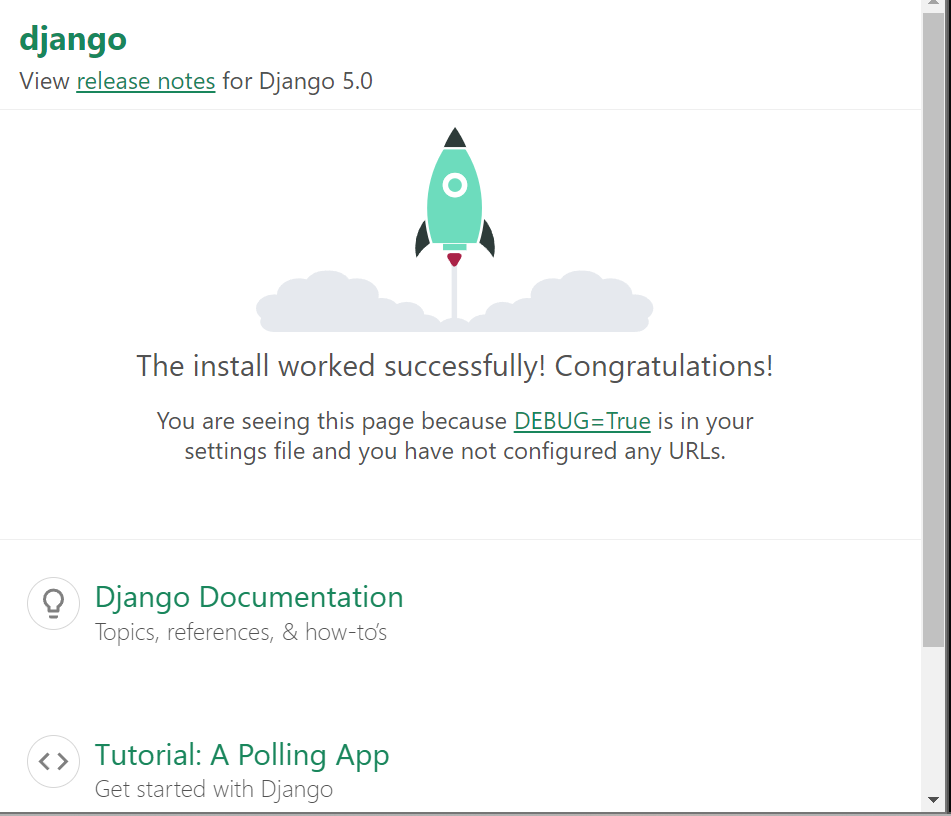 django
View release notes for Django 5.0
The install worked successfully! Congratulations!
You are seeing this page because DEBUG=True is in your
settings file and you have not configured any URLs.
Django Documentation
Topics, references, & how-to’s
Tutorial: A Polling App
Get started with Django